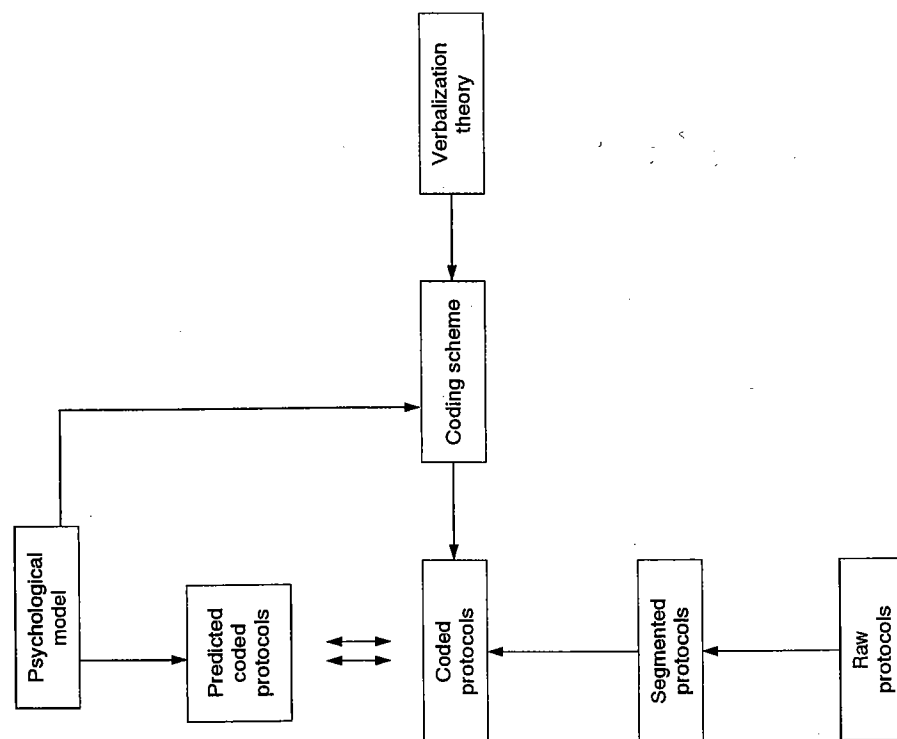 Psychological
model
Predicted
coded
protocols
Coded
protocols
Segmented
protocols
Raw
protocols
Coding scheme
Verbalization
theory